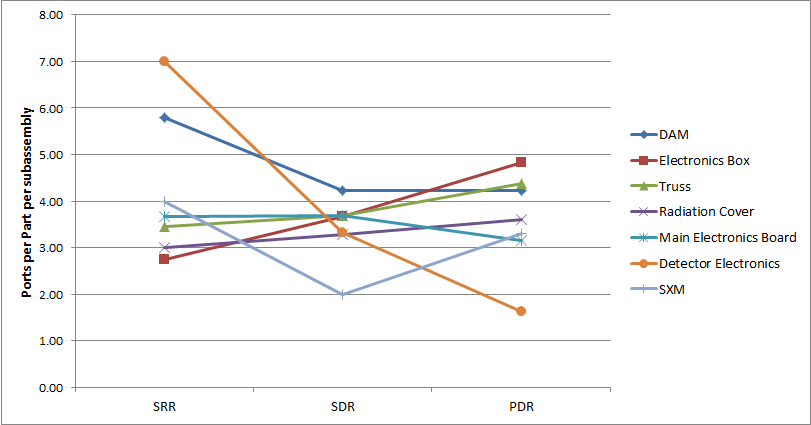 8.00
7.00
6.00
5.00
4.00
3.00
2.00
1.00
0.00
Ports per Part per subassembly
SRR
SDR
PDR
DAM
Electronics Box
Truss
Radiation Cover
Main Electronics Board
Detector Electronics
SXM